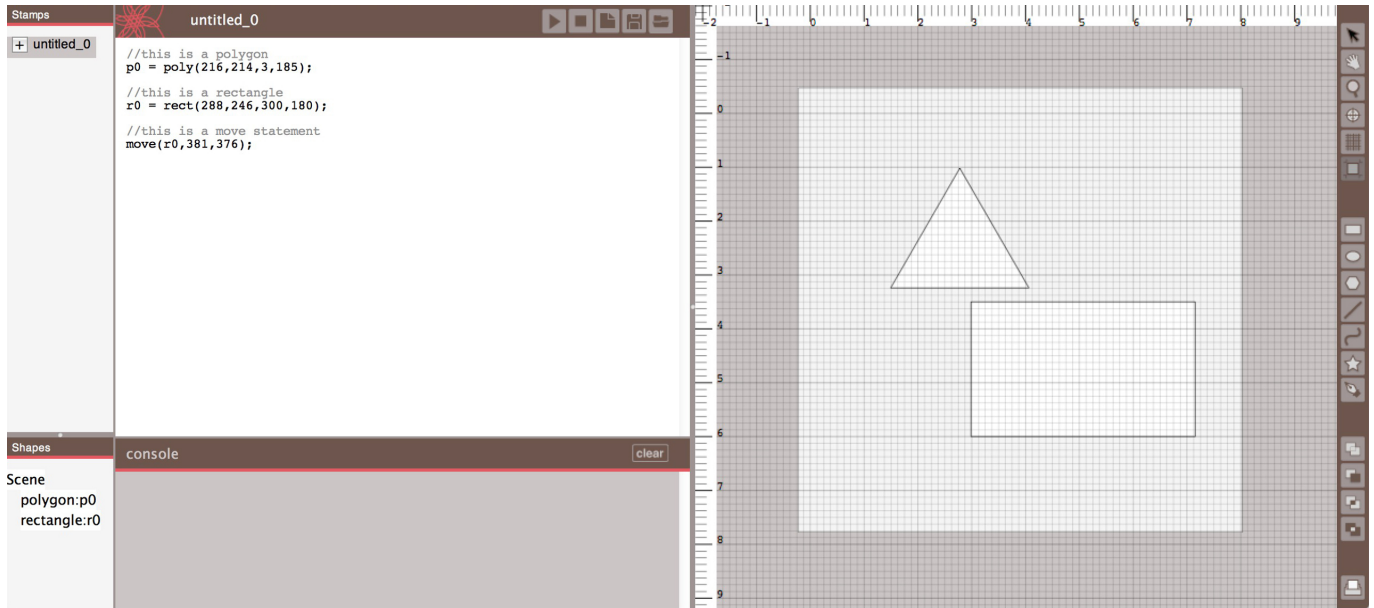 Stamps
+ untitled_0
untitled_0
//this is a polygon
p0 = poly(216,214,3,185);
//this is a rectangle
r0 = rect(288,246,300,180);
//this is a move statement
move(r0,381,376);
Shapes
Scene
polygon:p0
rectangle:r0
console
clear
-2 -1 0 1 2 3 4 5 6 7 8 9
-1
0
1
2
3
4
5
6
7
8
9